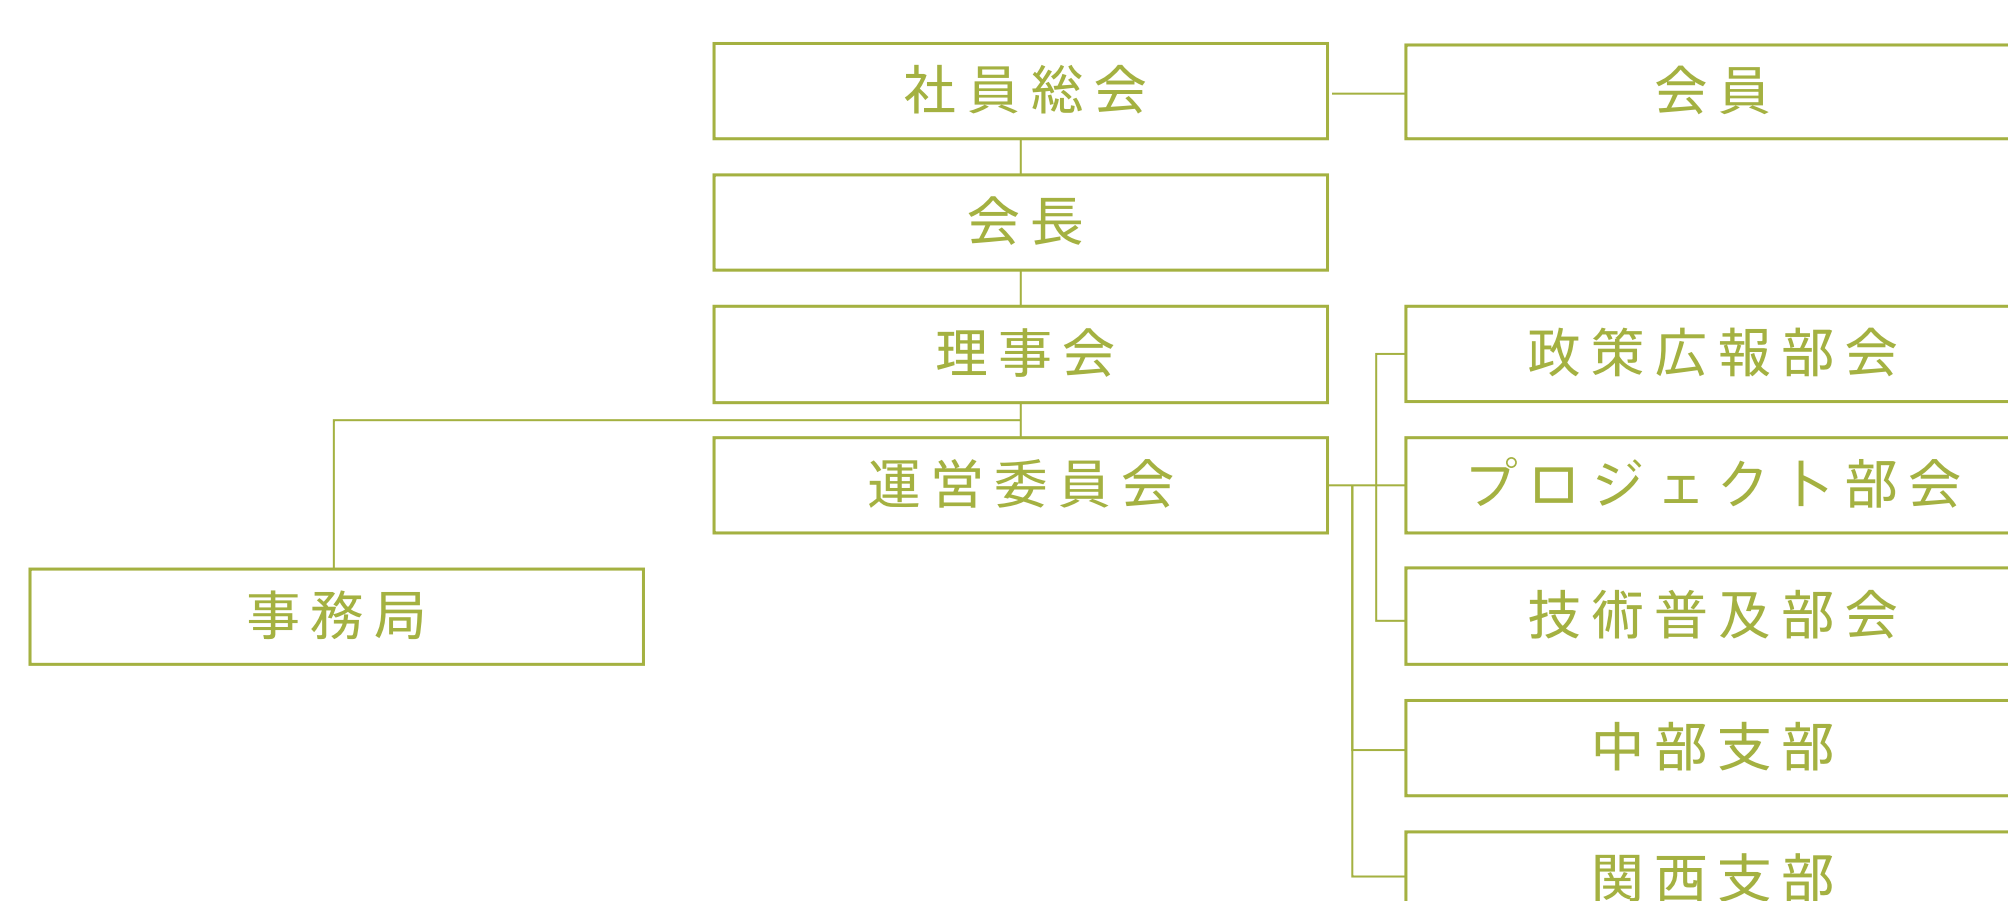 社員総会
会員
会長
理事会
政策広報部会
運営委員会
プロジェクト部会
事務局
技術普及部会
中部支部
関西支部